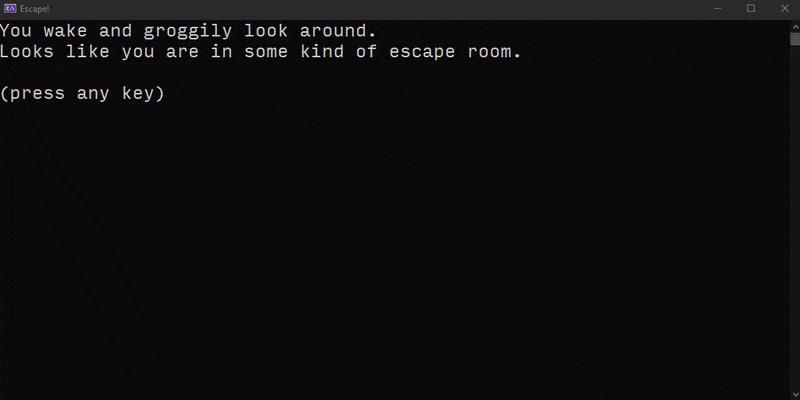 Escape!
You wake and groggily look around.
Looks like you are in some kind of escape room.
(press any key)